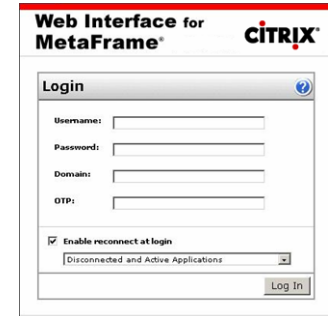 Web Interface for
MetaFrame®
CITRIX®
Login
?
Username:
Password:
Domain:
OTP:
Enable reconnect at login
Disconnected and Active Applications
Log In